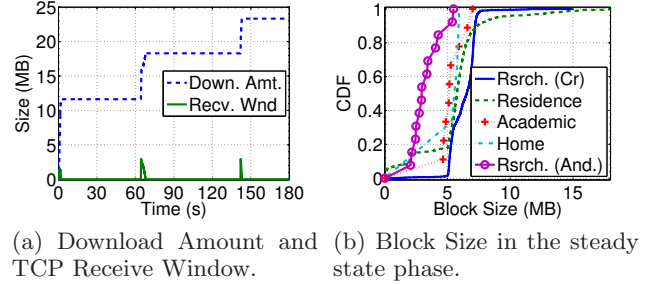 25
20
15
10
5
0
Size (MB)
Down. Amt.
Recv. Wnd
0 30 60 90 120 150 180
Time (s)
(a) Download Amount and
TCP Receive Window.
1
0.8
0.6
0.4
0.2
0
CDF
Rsrch. (Cr)
Residence
Academic
Home
Rsrch. (And.)
0 5 10 15
Block Size (MB)
(b) Block Size in the steady
state phase.